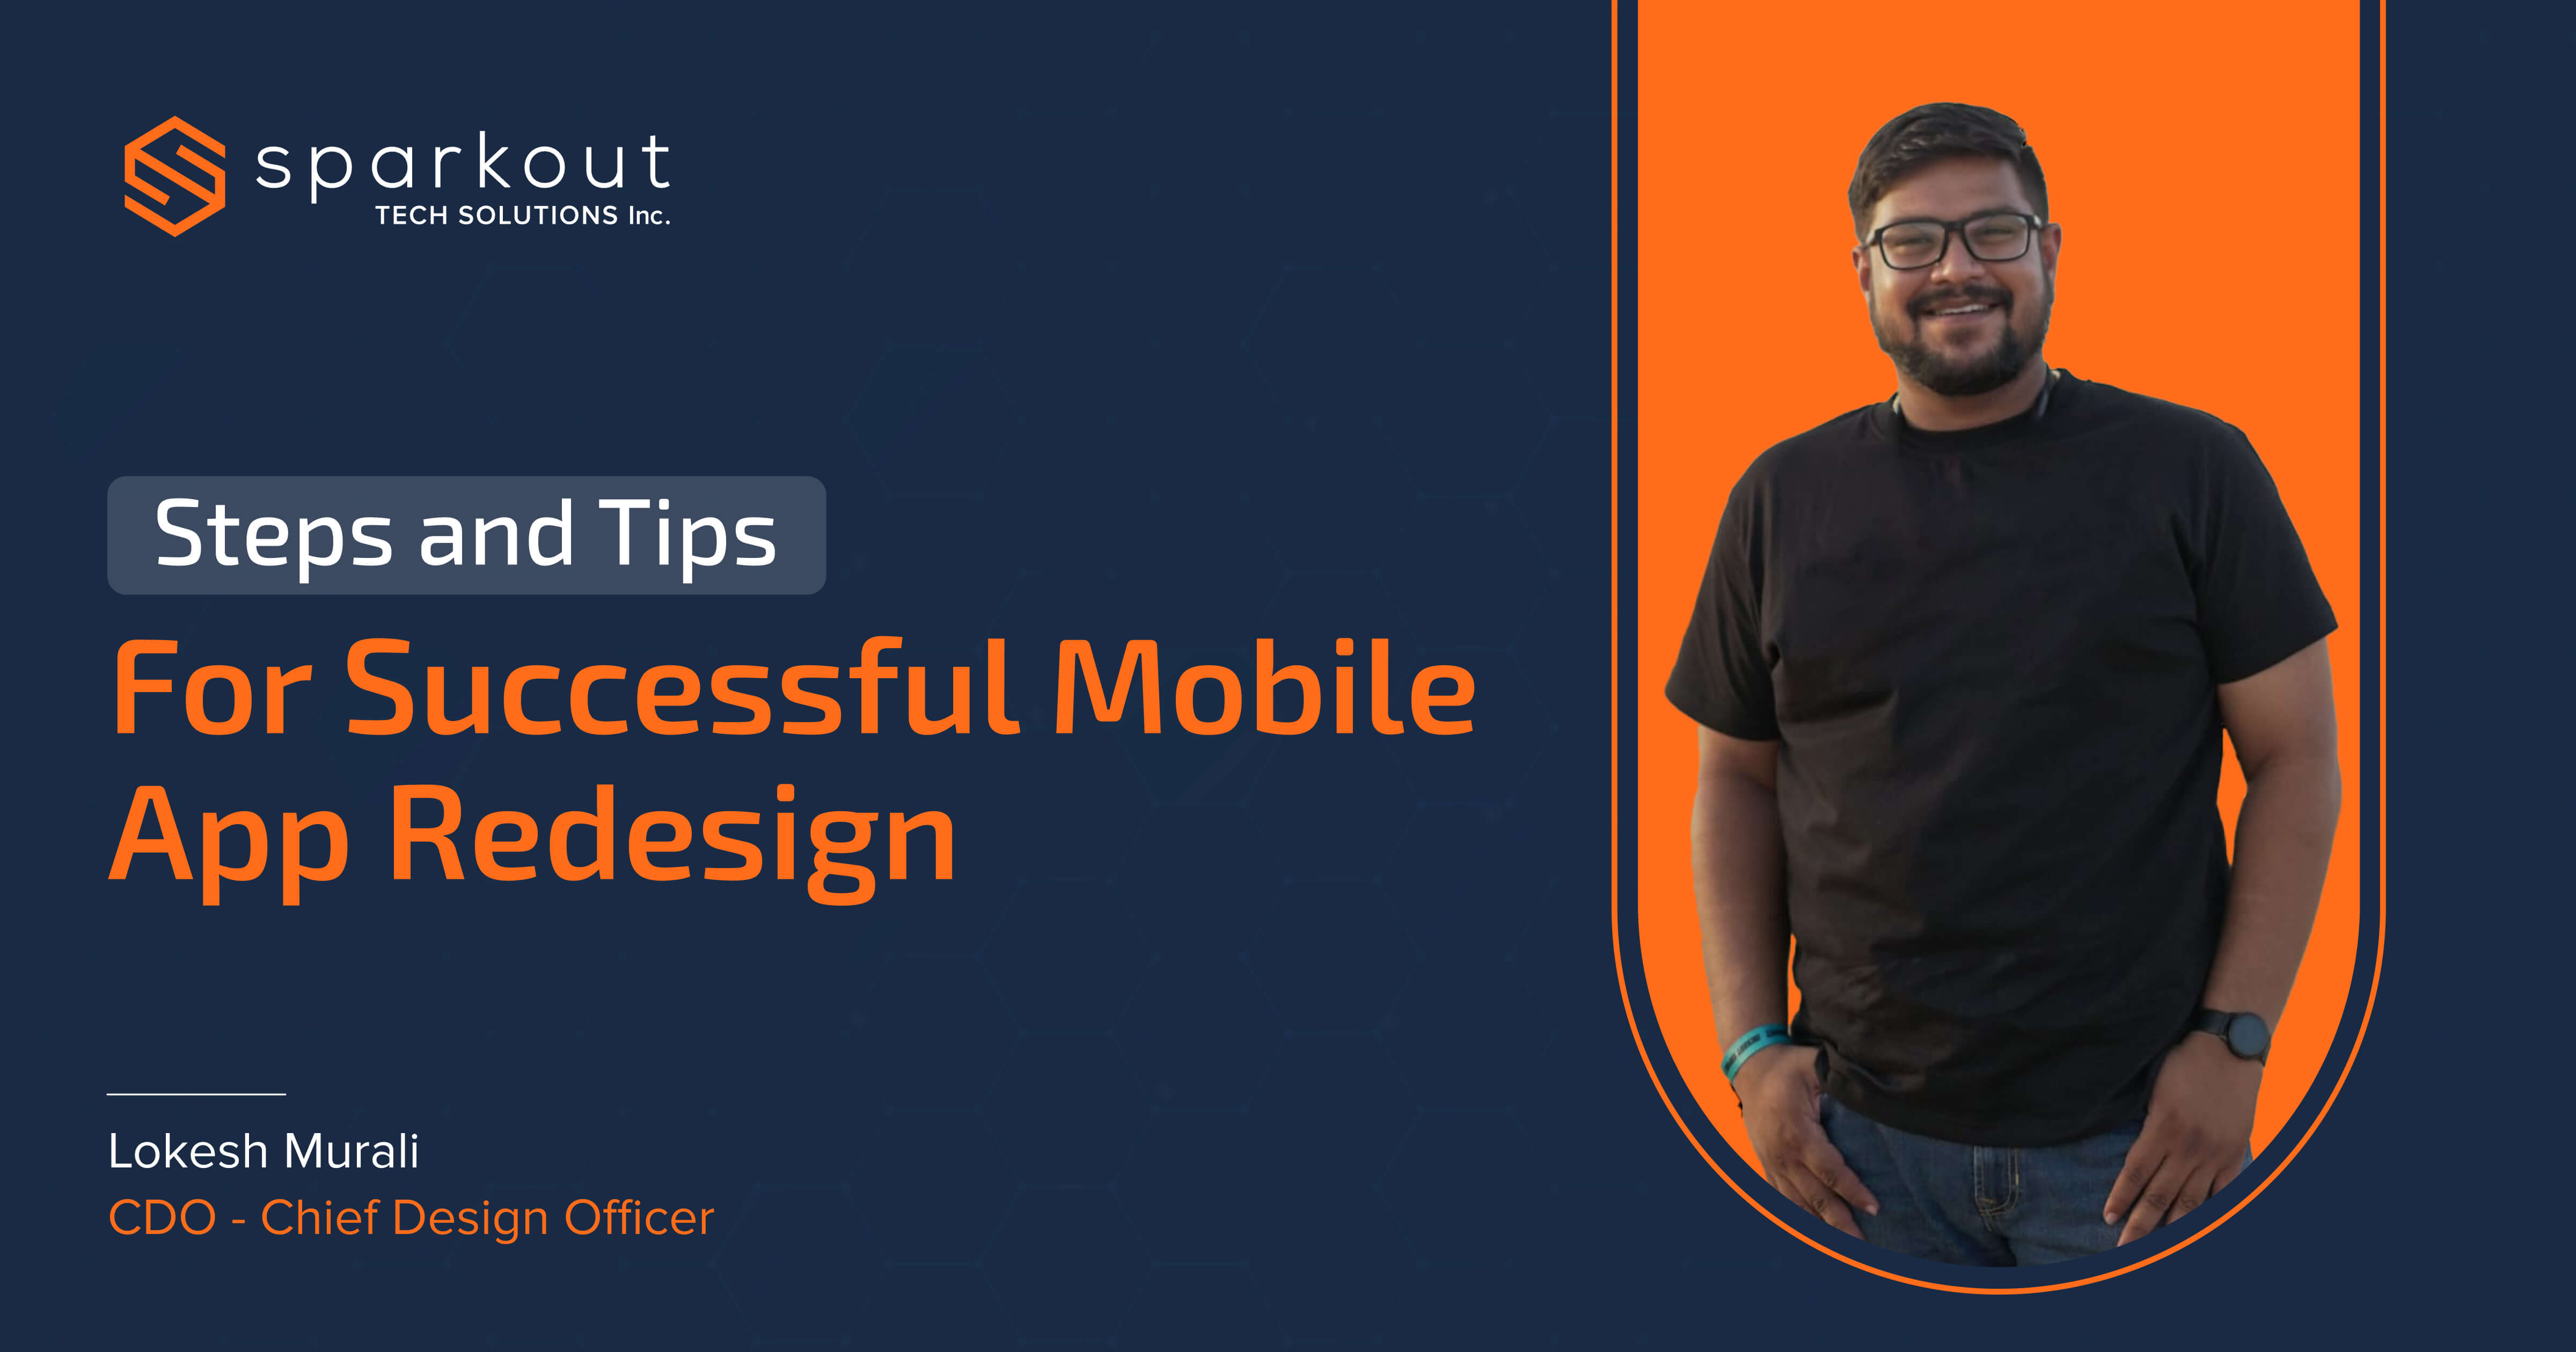 sparkout
TECH SOLUTIONS Inc.
Steps and Tips
For Successful Mobile
App Redesign
Lokesh Murali
CDO - Chief Design Officer